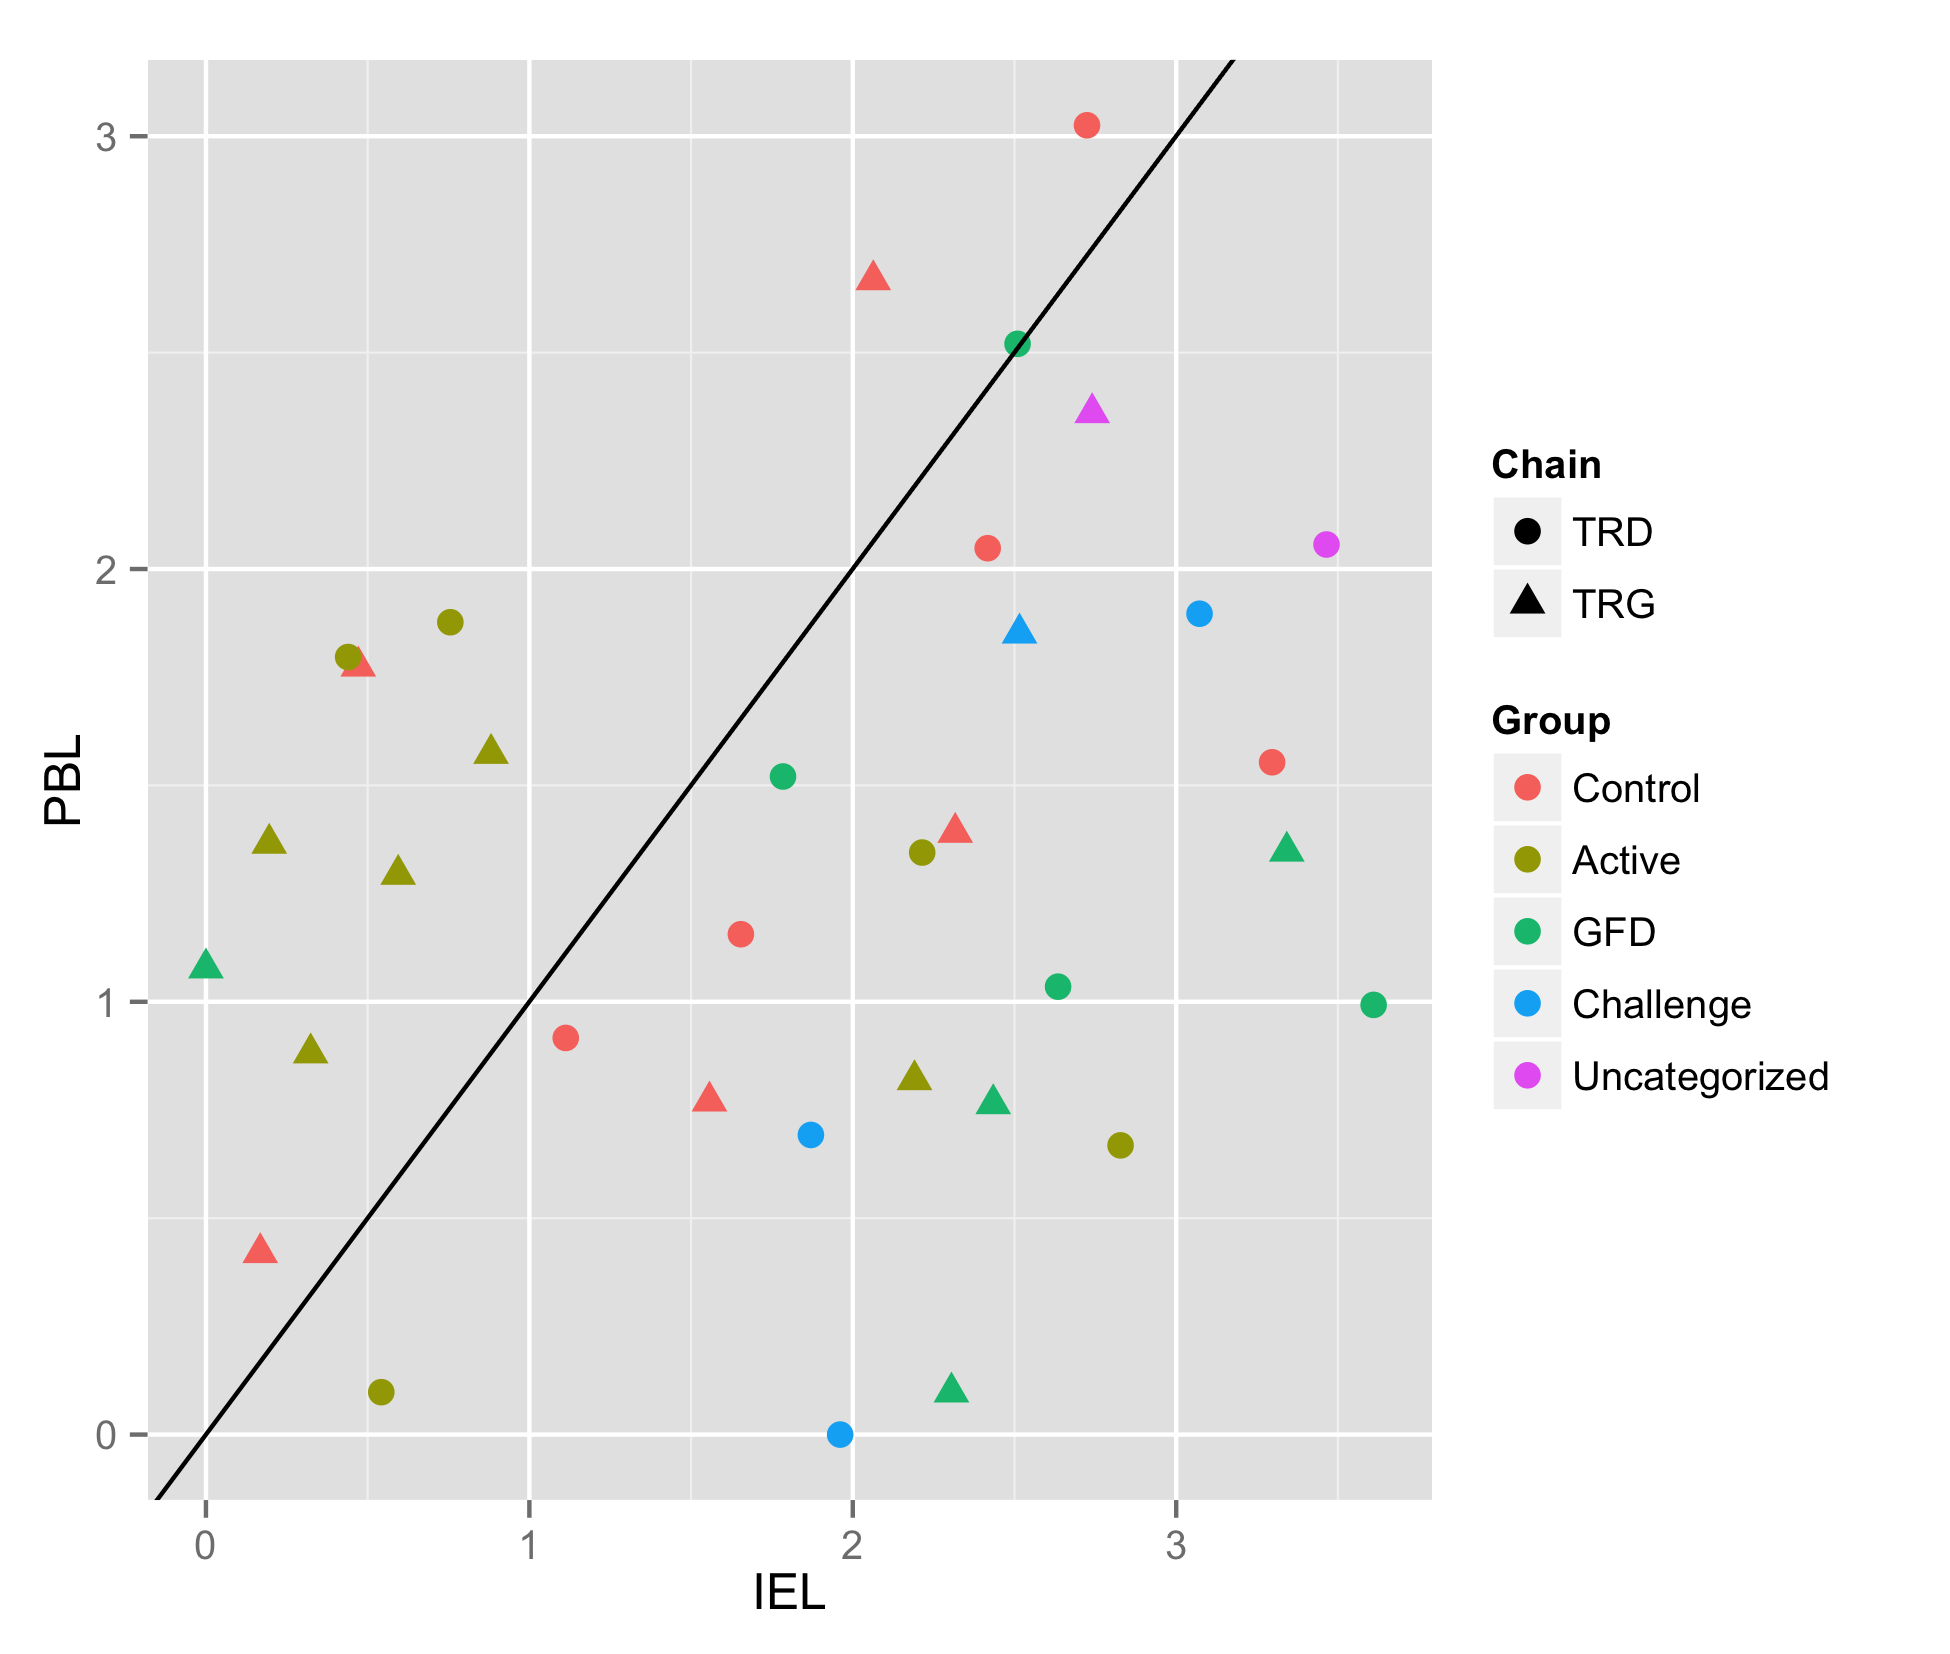 3
2
1
0
PBL
0 1 2 3
IEL
Chain
TRD
TRG
Group
Control
Active
GFD
Challenge
Uncategorized